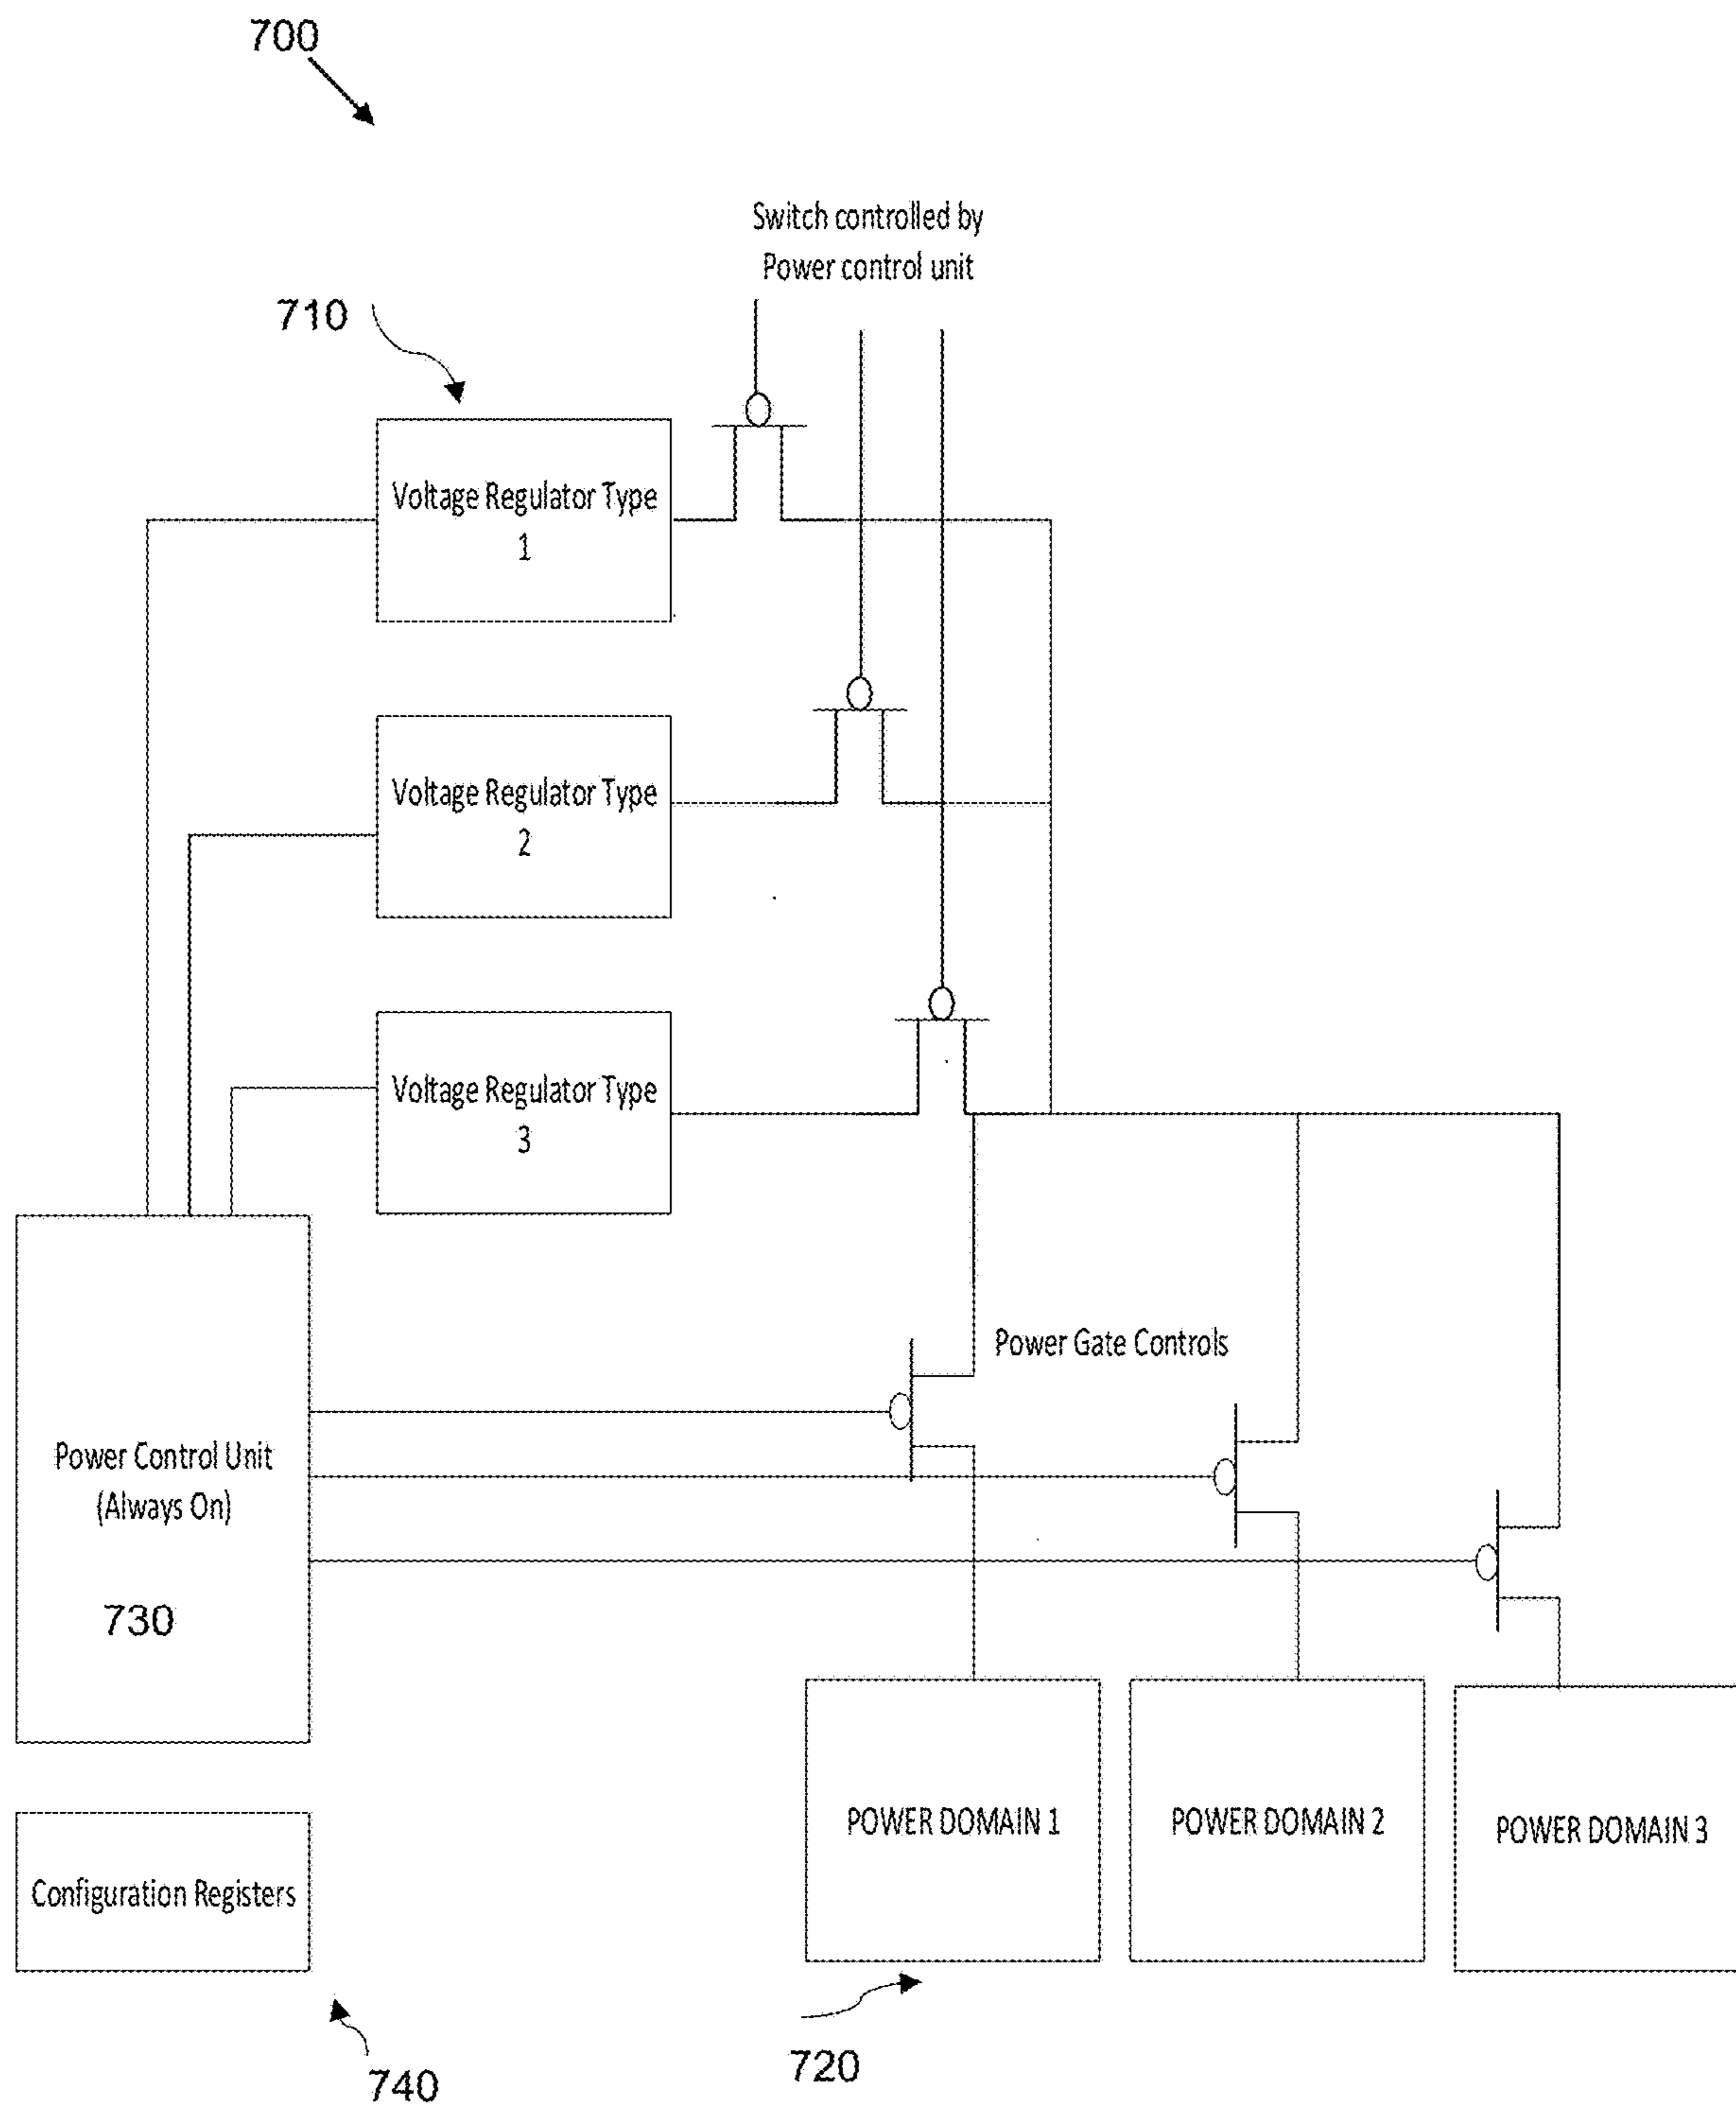 700
Switch controlled by
Power control unit
710
Voltage Regulator Type
1
Voltage Regulator Type
2
Voltage Regulator Type
3
Power Gate Controls
Power Control Unit
(Always On)
730
POWER DOMAIN 1
POWER DOMAIN 2
POWER DOMAIN 3
Configuration Registers
720
740